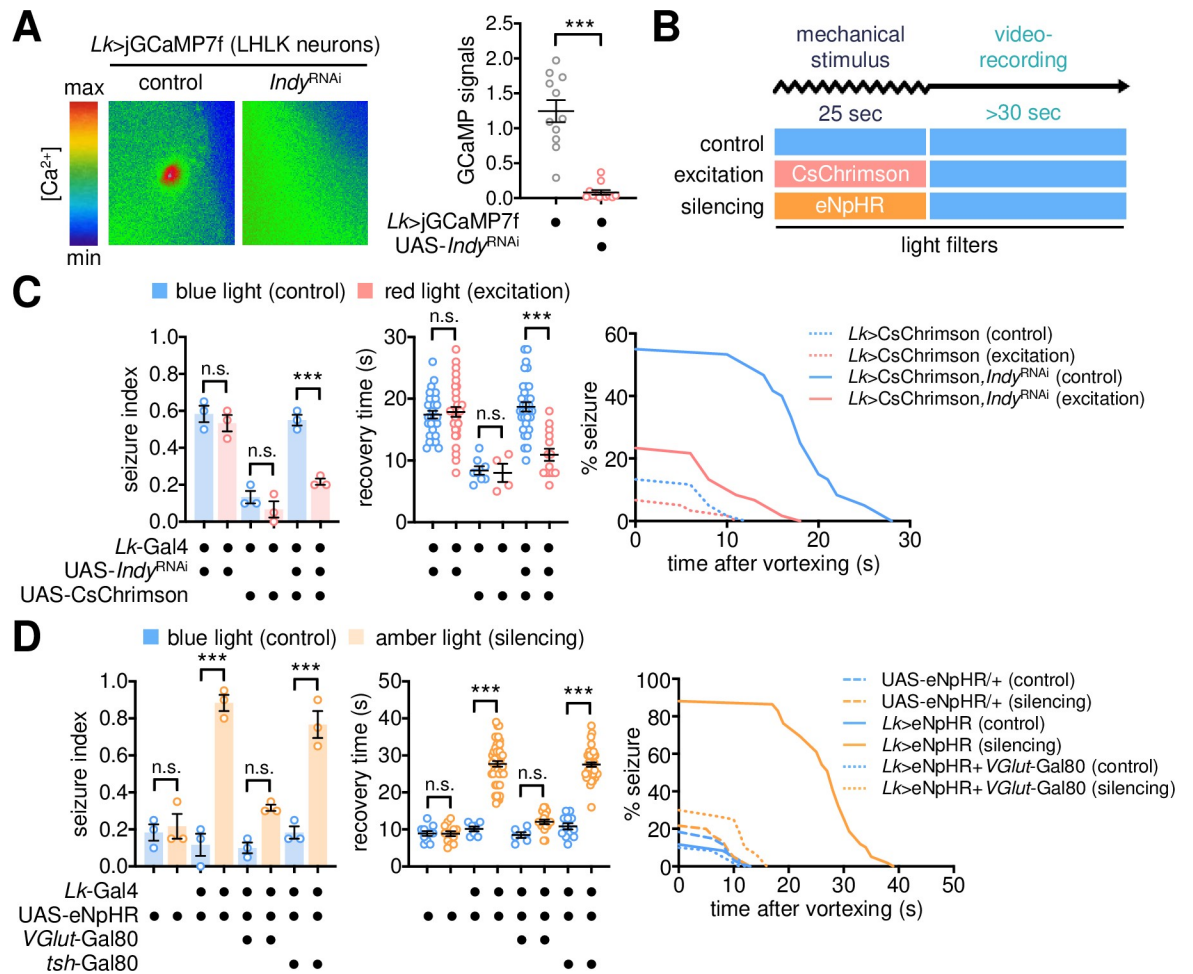 A
Lk>jGCaMP7f (LHLK neurons)
control IndyRNAi
max
[Ca2+]
min
2.5
2.0
1.5
1.0
0.5
0.0
GCaMP signals
***
Lk>jGCaMP7f
UAS-IndyRNAi
B
mechanical stimulus
video-recording
25 sec >30 sec
control
excitation CsChrimson
silencing eNpHR
light filters
C
blue light (control) red light (excitation)
seizure index
1.0
0.8
0.6
0.4
0.2
0.0
n.s. n.s. ***
Lk-Gal4
UAS-IndyRNAi
UAS-CsChrimson
recovery time (s)
30
20
10
0
n.s. n.s. ***
% seizure
60
40
20
0
0 10 20 30
time after vortexing (s)
Lk>CsChrimson (control)
Lk>CsChrimson (excitation)
Lk>CsChrimson,IndyRNAi (control)
Lk>CsChrimson,IndyRNAi (excitation)
D
blue light (control) amber light (silencing)
seizure index
1.0
0.8
0.6
0.4
0.2
0.0
n.s. *** n.s. ***
Lk-Gal4
UAS-eNpHR
VGlut-Gal80
tsh-Gal80
recovery time (s)
50
40
30
20
10
0
n.s. *** n.s. ***
% seizure
100
80
60
40
20
0
0 10 20 30 40 50
time after vortexing (s)
UAS-eNpHR/+ (control)
UAS-eNpHR/+ (silencing)
Lk>eNpHR (control)
Lk>eNpHR (silencing)
Lk>eNpHR+VGlut-Gal80 (control)
Lk>eNpHR+VGlut-Gal80 (silencing)